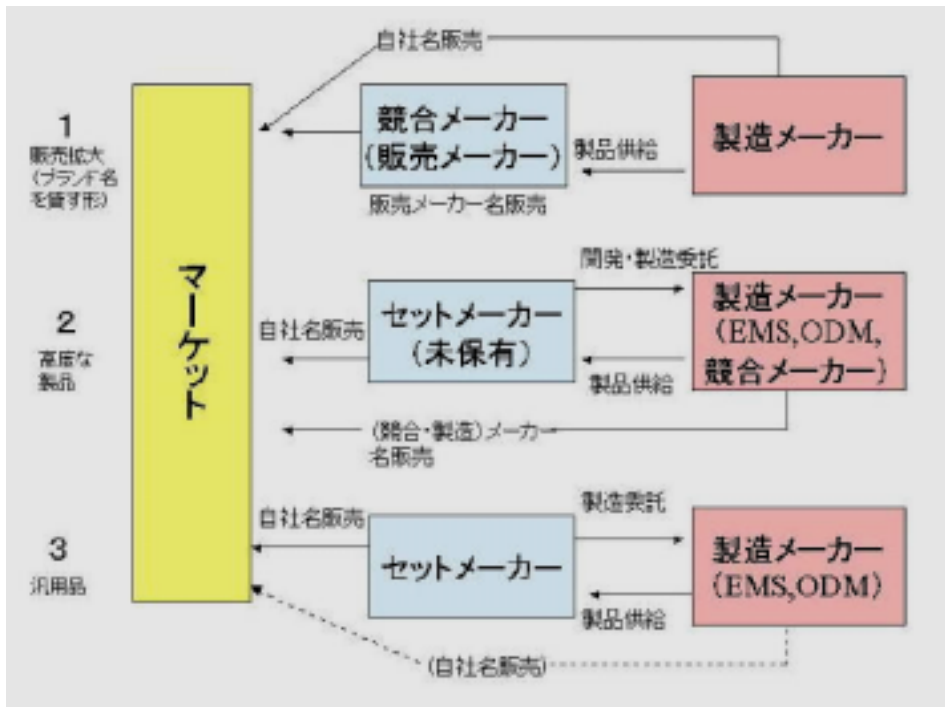 自社名販売
1
販売拡大
(ブランド名
を貸す形)
競合メーカー
(販売メーカー)
製品供給
製造メーカー
販売メーカー名販売
マーケット
2
高度な
製品
自社名販売
セットメーカー
(未保有)
開発・製造委託
製品供給
製造メーカー
(EMS,ODM,
競合メーカー)
(競合・製造)メーカー
名販売
3
汎用品
自社名販売
セットメーカー
製造委託
製品供給
製造メーカー
(EMS,ODM)
(自社名販売)